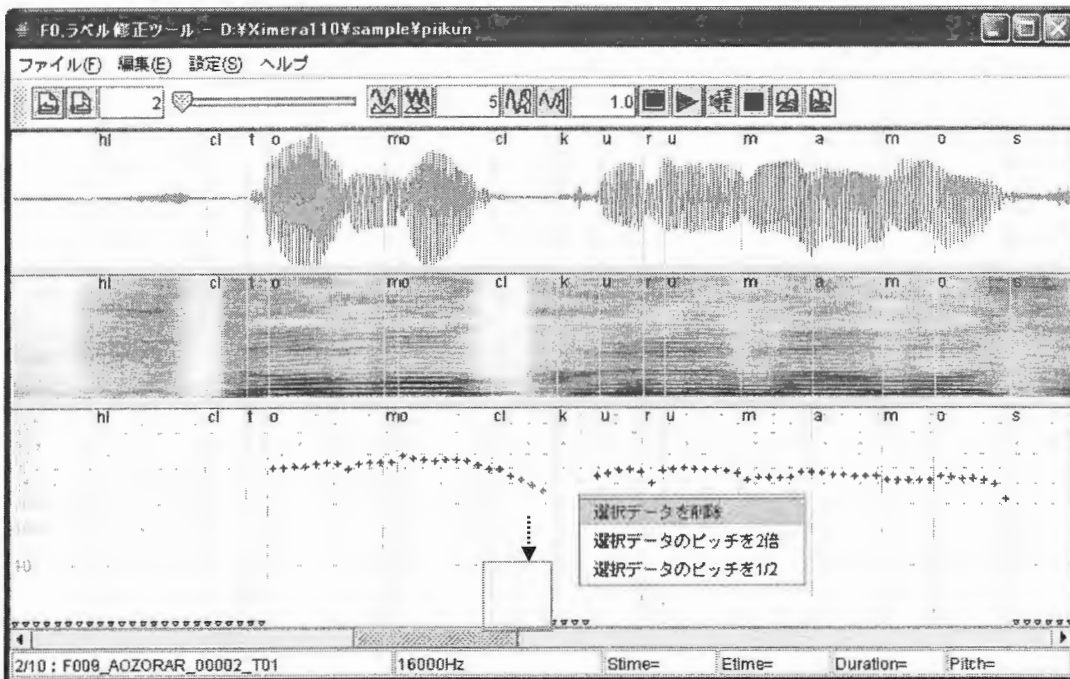 F0,ラベル修正ツール - D:¥Ximera110¥sample¥piikun
ファイル(F) 編集(E) 設定(S) ヘルプ
2 5 1.0
hl cl t o mo cl k u r u m a m o s
hl cl t o mo cl k u r u m a m o s
hl cl t o mo cl k u r u m a m o s
選択データを削除
選択データのピッチを2倍
選択データのピッチを1/2
2/10 : F009_AOZORAR_00002_T01 16000Hz Stime= Etime= Duration= Pitch=